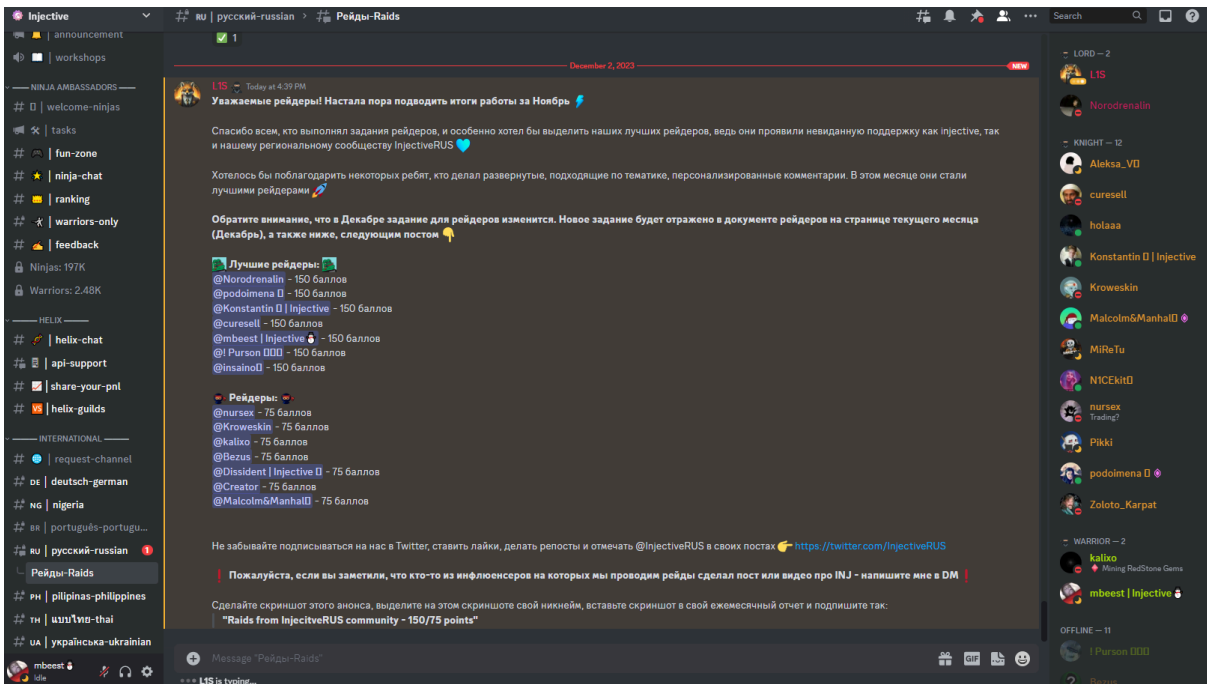 Injective
RU | русский-russian > Рейды-Raids
Search
announcement
workshops
NINJA AMBASSADORS
welcome-ninjas
tasks
fun-zone
ninja-chat
ranking
warriors-only
feedback
Ninjas: 197K
Warriors: 2.48K
HELIX
helix-chat
api-support
share-your-pnl
VS helix-guilds
INTERNATIONAL
request-channel
DE | deutsch-german
NG | nigeria
BR | português-portugu...
RU | русский-russian 1
Рейды-Raids
PH | pilipinas-philippines
TH | แบบไทย-thai
UA | українська-ukrainian
mbeest
Idle
1
December 2, 2023
NEW
L1S Today at 4:39 PM
Уважаемые рейдеры! Настала пора подводить итоги работы за Ноябрь
Спасибо всем, кто выполнял задания рейдеров, и особенно хотел бы выделить наших лучших рейдеров, ведь они проявили невиданную поддержку как injective, так
и нашему региональному сообществу InjectiveRUS
Хотелось бы поблагодарить некоторых ребят, кто делал развернутые, подходящие по тематике, персонализированные комментарии. В этом месяце они стали
лучшими рейдерами
Обратите внимание, что в Декабре задание для рейдеров изменится. Новое задание будет отражено в документе рейдеров на странице текущего месяца
(Декабрь), а также ниже, следующим постом
Лучшие рейдеры:
@Norodrenalin - 150 баллов
@podoimena - 150 баллов
@Konstantin | Injective - 150 баллов
@curesell - 150 баллов
@mbeest | Injective - 150 баллов
@! Purson - 150 баллов
@insaino - 150 баллов
Рейдеры:
@nursex - 75 баллов
@Kroweskin - 75 баллов
@kalixo - 75 баллов
@Bezus - 75 баллов
@Dissident | Injective - 75 баллов
@Creator - 75 баллов
@Malcolm&Manhal - 75 баллов
Не забывайте подписываться на нас в Twitter, ставить лайки, делать репосты и отмечать @InjectiveRUS в своих постах https://twitter.com/InjectiveRUS
Пожалуйста, если вы заметили, что кто-то из инфлюенсеров на которых мы проводим рейды сделал пост или видео про INJ - напишите мне в DM
Сделайте скриншот этого анонса, выделите на этом скриншоте свой никнейм, вставьте скриншот в свой ежемесячный отчет и подпишите так:
"Raids from InjecitveRUS community - 150/75 points"
Message "Рейды-Raids"
GIF
L1S is typing...
LORD — 2
L1S
Norodrenalin
KNIGHT — 12
Aleksa_V
curesell
holaaa
Konstantin | Injective
Kroweskin
Malcolm&Manhal
MiReTu
N1CEkit
nursex
Trading?
Pikki
podoimena
Zoloto_Karpat
WARRIOR — 2
kalixo
Mining RedStone Gems
mbeest | Injective
OFFLINE — 11
! Purson
Bezus